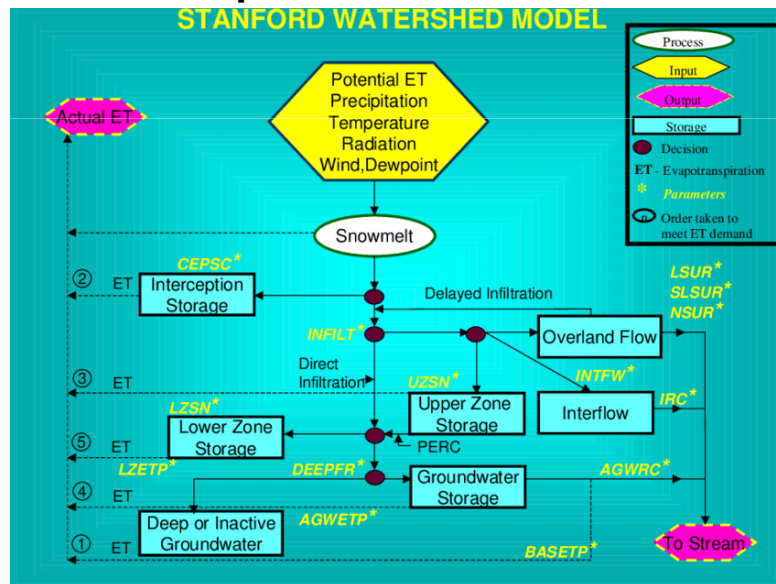 STANFORD WATERSHED MODEL
Process
Input
Output
Storage
Decision
ET - Evapotranspiration
* Parameters
n Order taken to
meet ET demand
Potential ET
Precipitation
Temperature
Radiation
Wind,Dewpoint
Actual ET
Snowmelt
CEPSC*
② ET
Interception
Storage
Delayed Infiltration
LSUR*
SLSUR*
NSUR*
INFILT*
Overland Flow
Direct
Infiltration
③ ET
UZSN*
INTFW*
LZSN*
Upper Zone
Storage
Interflow
IRC*
Lower Zone
Storage
⑤ ET
PERC
LZETP*
DEEPFR*
Groundwater
Storage
AGWRC*
④ ET
AGWETP*
Deep or Inactive
Groundwater
① ET
BASETP*
To Stream